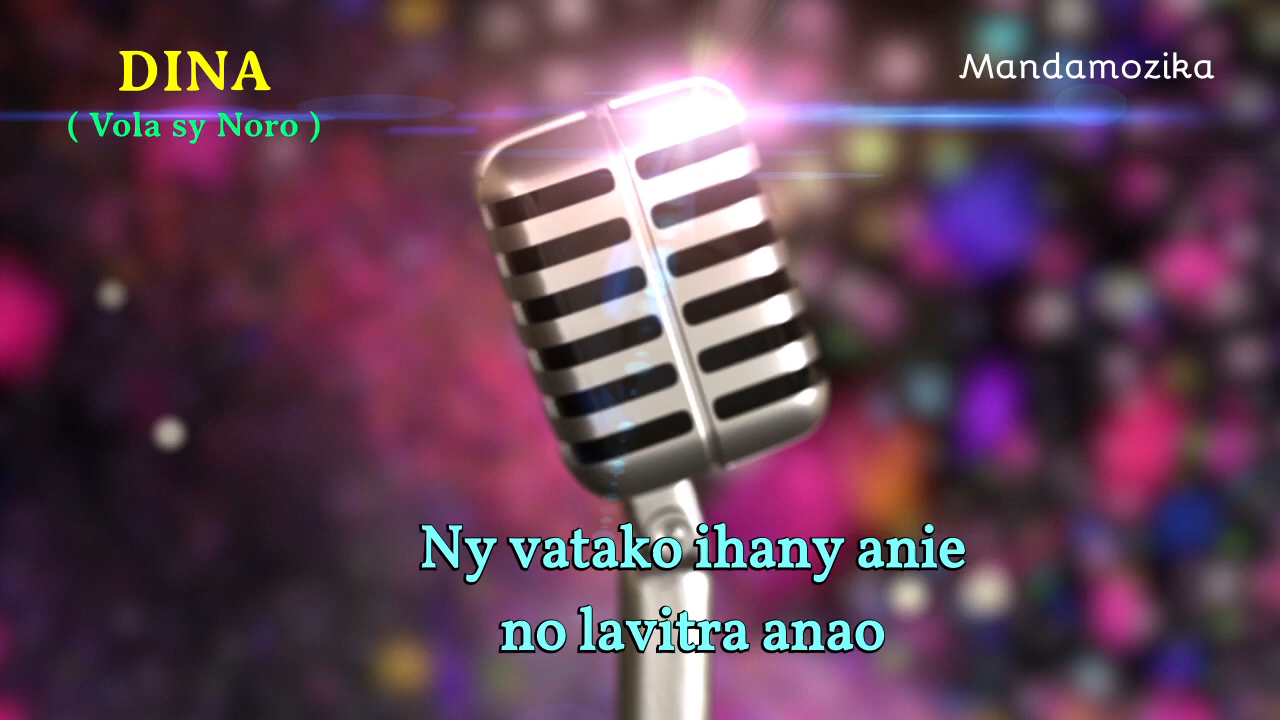 DINA
( Vola sy Noro )
Mandamozika
Ny vatako ihany anie
no lavitra anao